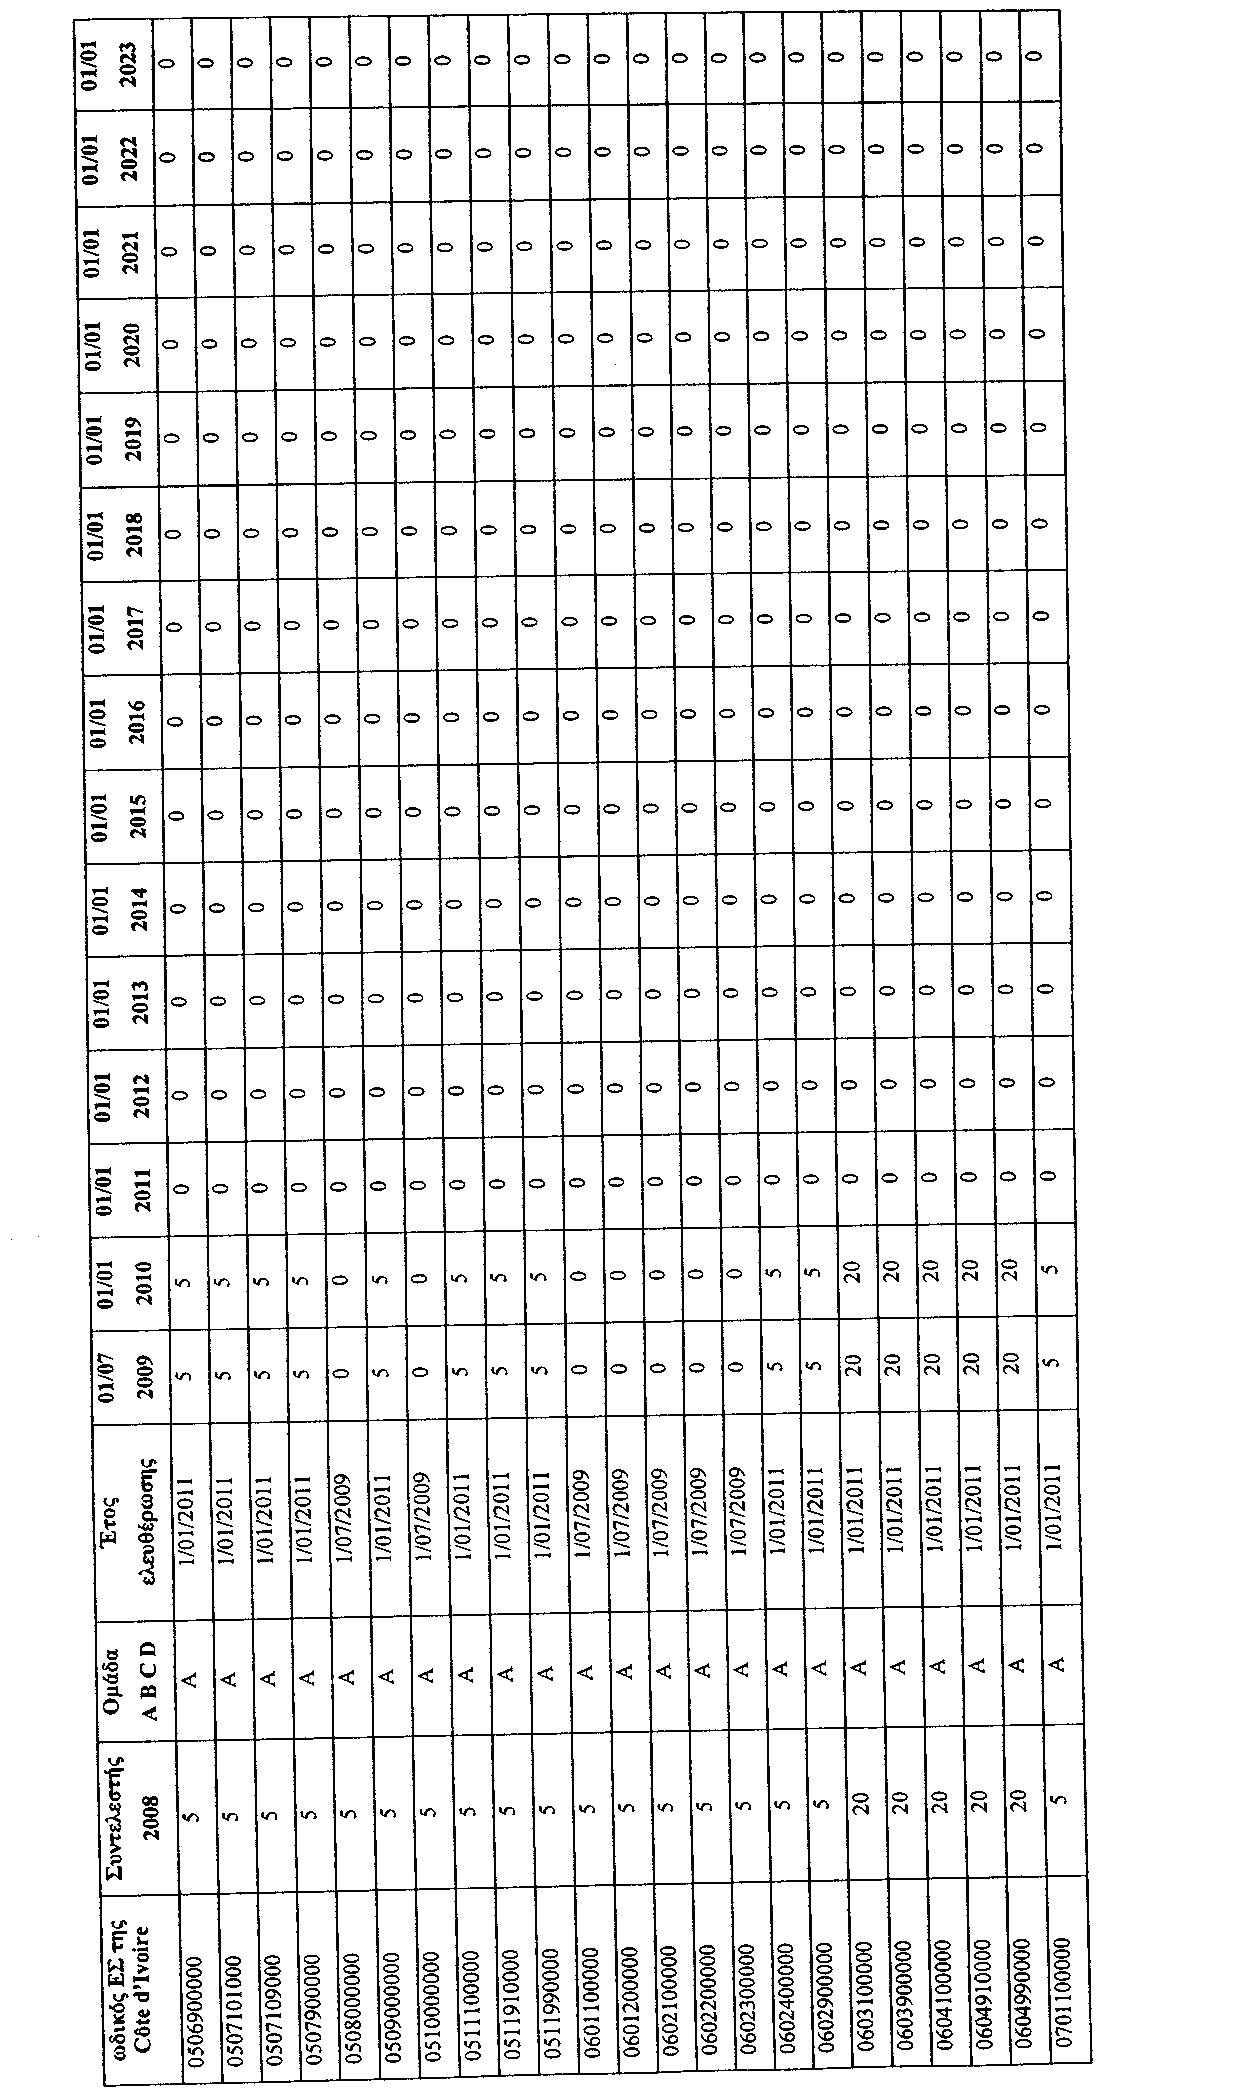 ωδικός ΕΣ της Côte d'Ivoire | Συντελεστής 2008 | Ομάδα A B C D | Έτος ελευθέρωσης | 01/07 2009 | 01/01 2010 | 01/01 2011 | 01/01 2012 | 01/01 2013 | 01/01 2014 | 01/01 2015 | 01/01 2016 | 01/01 2017 | 01/01 2018 | 01/01 2019 | 01/01 2020 | 01/01 2021 | 01/01 2022 | 01/01 2023
0506900000 5 A 1/01/2011 5 5 0 0 0 0 0 0 0 0 0 0 0 0 0
0507101000 5 A 1/01/2011 5 5 0 0 0 0 0 0 0 0 0 0 0 0 0
0507109000 5 A 1/01/2011 5 5 0 0 0 0 0 0 0 0 0 0 0 0 0
0507900000 5 A 1/01/2011 5 5 0 0 0 0 0 0 0 0 0 0 0 0 0
0508000000 5 A 1/07/2009 0 0 0 0 0 0 0 0 0 0 0 0 0 0 0
0509000000 5 A 1/01/2011 5 5 0 0 0 0 0 0 0 0 0 0 0 0 0
0510000000 5 A 1/07/2009 0 0 0 0 0 0 0 0 0 0 0 0 0 0 0
0511100000 5 A 1/01/2011 5 5 0 0 0 0 0 0 0 0 0 0 0 0 0
0511910000 5 A 1/01/2011 5 5 0 0 0 0 0 0 0 0 0 0 0 0 0
0511990000 5 A 1/01/2011 5 5 0 0 0 0 0 0 0 0 0 0 0 0 0
0601100000 5 A 1/07/2009 0 0 0 0 0 0 0 0 0 0 0 0 0 0 0
0601200000 5 A 1/07/2009 0 0 0 0 0 0 0 0 0 0 0 0 0 0 0
0602100000 5 A 1/07/2009 0 0 0 0 0 0 0 0 0 0 0 0 0 0 0
0602200000 5 A 1/07/2009 0 0 0 0 0 0 0 0 0 0 0 0 0 0 0
0602300000 5 A 1/07/2009 0 0 0 0 0 0 0 0 0 0 0 0 0 0 0
0602400000 5 A 1/01/2011 5 5 0 0 0 0 0 0 0 0 0 0 0 0 0
0602900000 5 A 1/01/2011 5 5 0 0 0 0 0 0 0 0 0 0 0 0 0
0603100000 20 A 1/01/2011 20 20 0 0 0 0 0 0 0 0 0 0 0 0 0
0603900000 20 A 1/01/2011 20 20 0 0 0 0 0 0 0 0 0 0 0 0 0
0604100000 20 A 1/01/2011 20 20 0 0 0 0 0 0 0 0 0 0 0 0 0
0604910000 20 A 1/01/2011 20 20 0 0 0 0 0 0 0 0 0 0 0 0 0
0604990000 20 A 1/01/2011 20 20 0 0 0 0 0 0 0 0 0 0 0 0 0
0701100000 5 A 1/01/2011 5 5 0 0 0 0 0 0 0 0 0 0 0 0 0